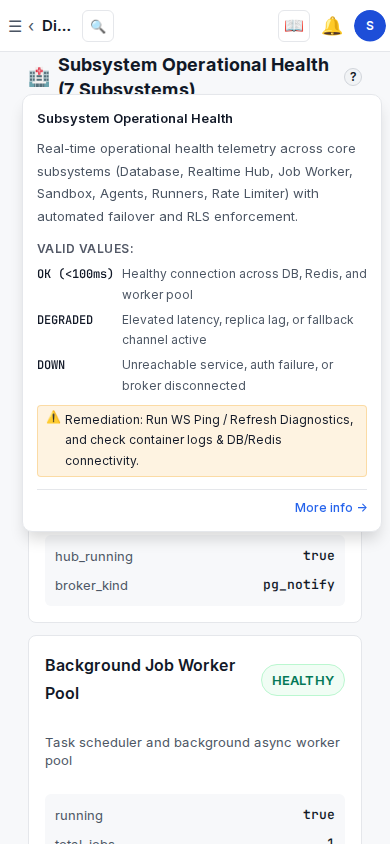 Di...
S
Subsystem Operational Health
(7 Subsystems)
?
Subsystem Operational Health
Real-time operational health telemetry across core
subsystems (Database, Realtime Hub, Job Worker,
Sandbox, Agents, Runners, Rate Limiter) with
automated failover and RLS enforcement.
VALID VALUES:
OK (<100ms) Healthy connection across DB, Redis, and
worker pool
DEGRADED Elevated latency, replica lag, or fallback
channel active
DOWN Unreachable service, auth failure, or
broker disconnected
⚠️ Remediation: Run WS Ping / Refresh Diagnostics,
and check container logs & DB/Redis
connectivity.
More info →
hub_running true
broker_kind pg_notify
Background Job Worker
Pool
HEALTHY
Task scheduler and background async worker
pool
running true
total_jobs 1